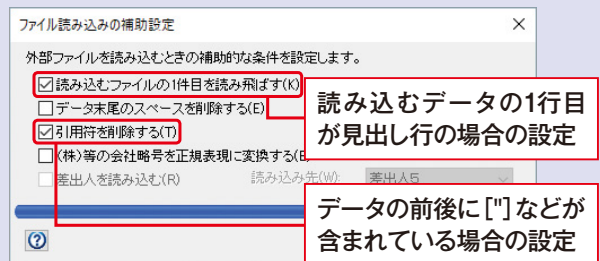 ファイル読み込みの補助設定
外部ファイルを読み込むときの補助的な条件を設定します。
読み込むファイルの1件目を読み飛ばす(K)
データ末尾のスペースを削除する(E)
読み込むデータの1行目
が見出し行の場合の設定
引用符を削除する(T)
(株)等の会社略号を正規表現に変換する
差出人を読み込む(R) 読み込み先(W): 差出人5
データの前後に["]などが
含まれている場合の設定